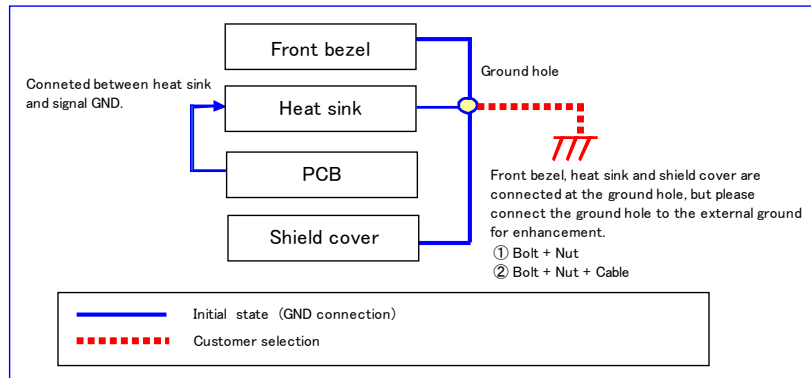 Front bezel
Ground hole
Conneted between heat sink
and signal GND.
Heat sink
PCB
Front bezel, heat sink and shield cover are
connected at the ground hole, but please
connect the ground hole to the external ground
for enhancement.
① Bolt + Nut
② Bolt + Nut + Cable
Shield cover
Initial state (GND connection)
Customer selection